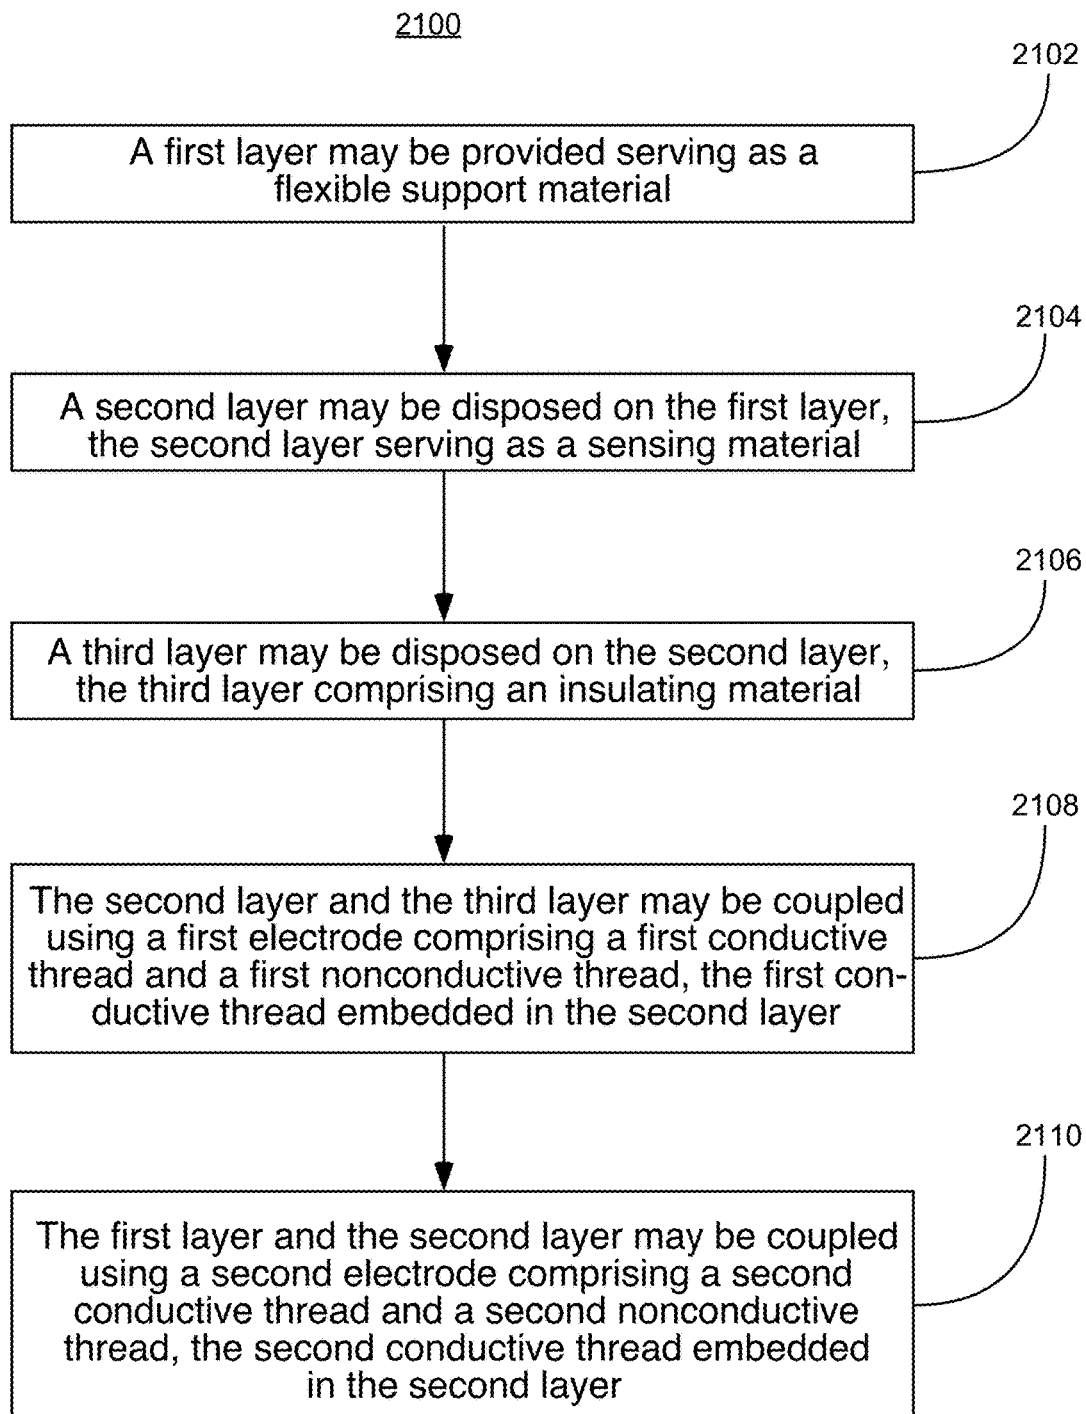 2100
2102
A first layer may be provided serving as a
flexible support material
2104
A second layer may be disposed on the first layer,
the second layer serving as a sensing material
2106
A third layer may be disposed on the second layer,
the third layer comprising an insulating material
2108
The second layer and the third layer may be coupled
using a first electrode comprising a first conductive
thread and a first nonconductive thread, the first con-
ductive thread embedded in the second layer
2110
The first layer and the second layer may be coupled
using a second electrode comprising a second
conductive thread and a second nonconductive
thread, the second conductive thread embedded
in the second layer